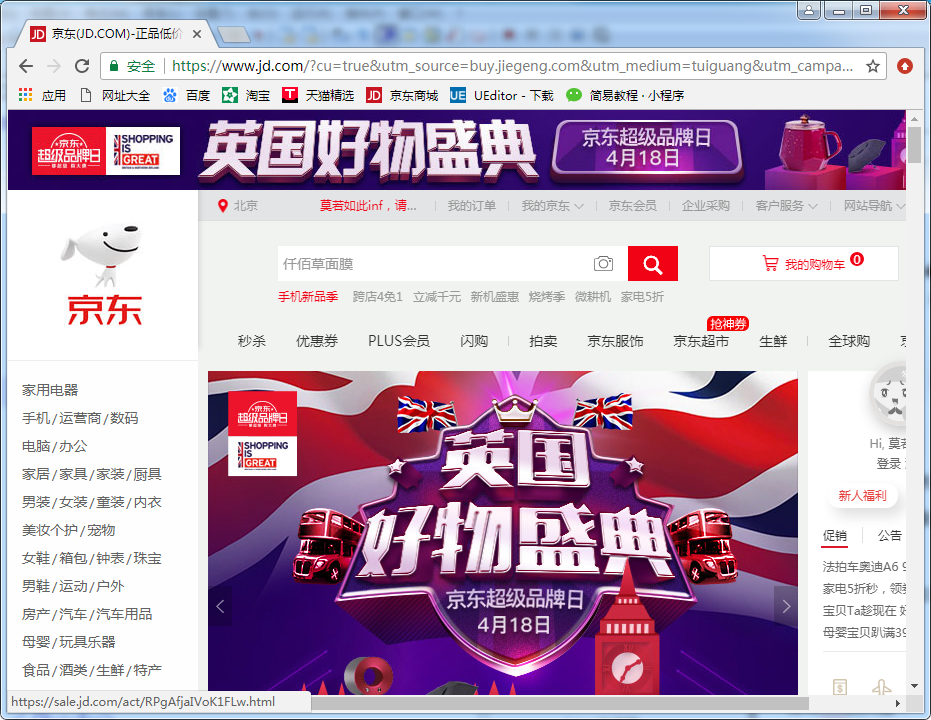 JD 京东(JD.COM)-正品低价
安全 https://www.jd.com/?cu=true&utm_source=buy.jiegeng.com&utm_medium=tuiguang&utm_campa...
应用 网址大全 百度 淘宝 T 天猫精选 JD 京东商城 UE UEditor - 下载 简易教程·小程序
京东 超级品牌日 SHOPPING IS GREAT 英国好物盛典 京东超级品牌日
4月18日
北京 莫若如此inf，请... 我的订单 我的京东 京东会员 企业采购 客户服务 网站导航
仟佰草面膜 我的购物车 0
京东
手机新品季 跨店4免1 立减千元 新机盛惠 烧烤季 微耕机 家电5折
抢神券
秒杀 优惠券 PLUS会员 闪购 拍卖 京东服饰 京东超市 生鲜 全球购
家用电器
手机/运营商/数码
电脑/办公
家居/家具/家装/厨具
男装/女装/童装/内衣
美妆个护/宠物
女鞋/箱包/钟表/珠宝
男鞋/运动/户外
房产/汽车/汽车用品
母婴/玩具乐器
食品/酒类/生鲜/特产
京东
超级品牌日
SHOPPING
IS
GREAT
英国
好物盛典
京东超级品牌日
4月18日
Hi, 莫若
登录
新人福利
促销 公告
法拍车奥迪A6 9
家电5折秒，领券
宝贝Ta趁现在 好
母婴宝贝趴满39
https://sale.jd.com/act/RPgAfjaIVoK1FLw.html